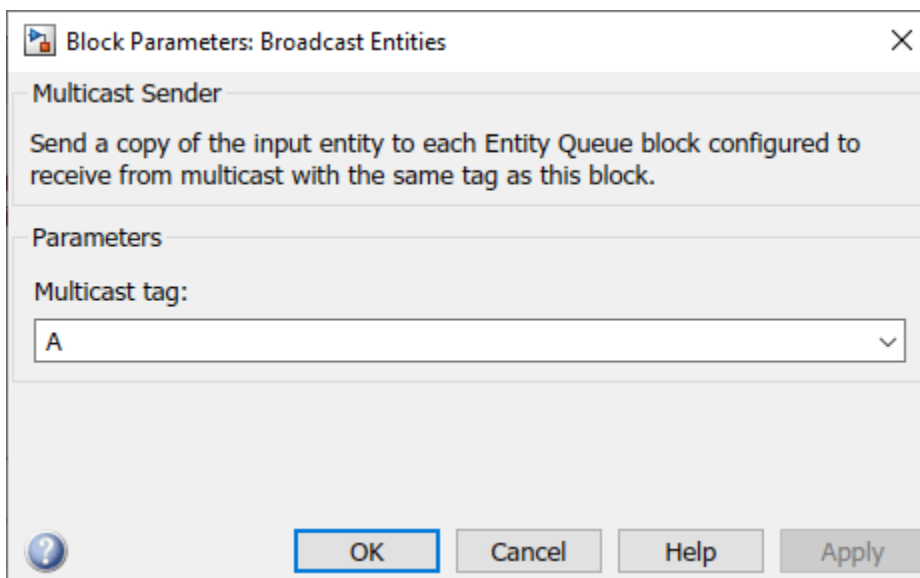 Block Parameters: Broadcast Entities
Multicast Sender
Send a copy of the input entity to each Entity Queue block configured to
receive from multicast with the same tag as this block.
Parameters
Multicast tag:
A
OK Cancel Help Apply